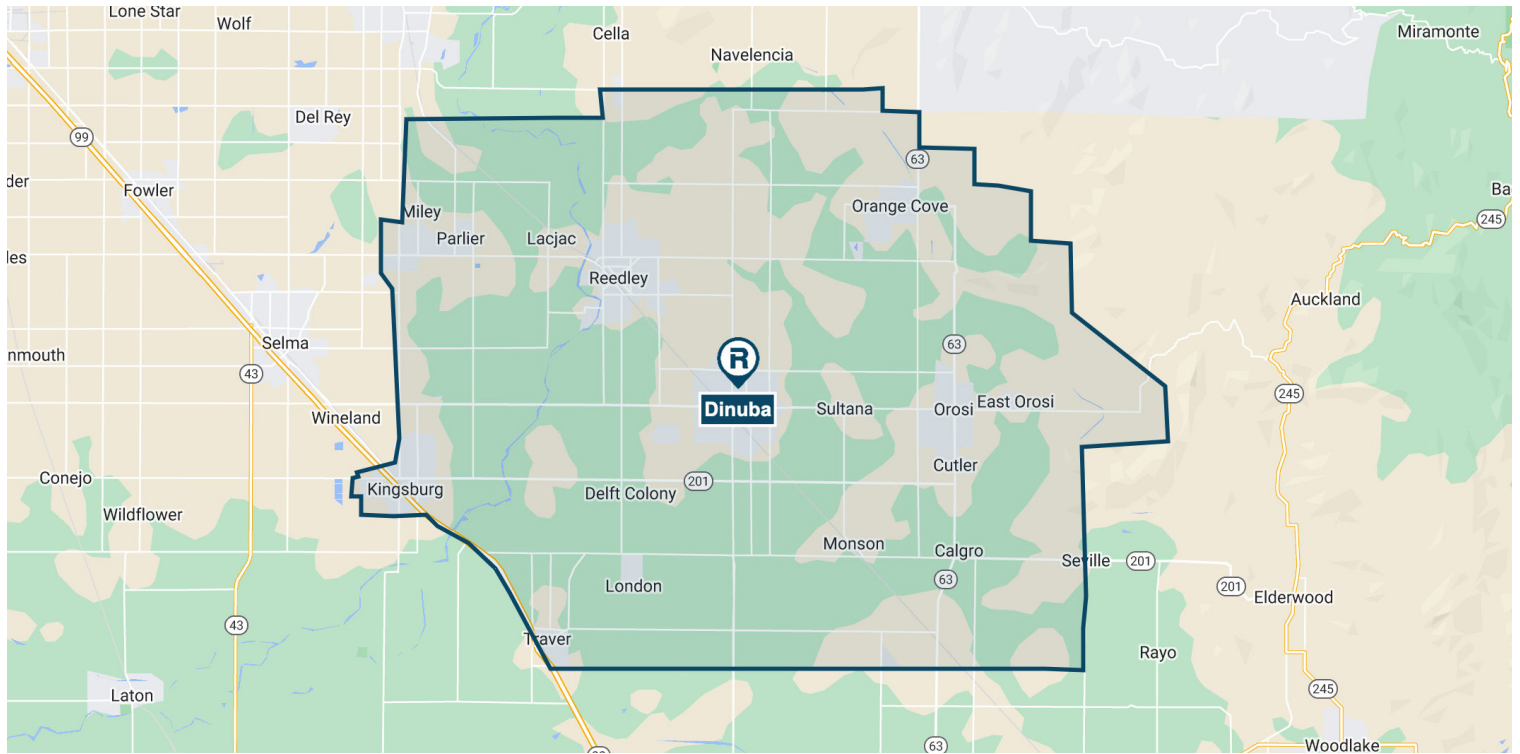 Lone Star
Wolf
Cella
Navelencia
Miramonte
Del Rey
99
63
der
Fowler
Ba
Orange Cove
Miley
245
Parlier
Lacjac
les
Reedley
Auckland
Selma
63
nmouth
R
43
245
Dinuba
Sultana
Orosi
East Orosi
Wineland
Cutler
Conejo
201
Kingsburg
Delft Colony
Wildflower
Monson
Calgro
Seville
201
63
London
201
Elderwood
43
Traver
Rayo
Laton
245
63
Woodlake